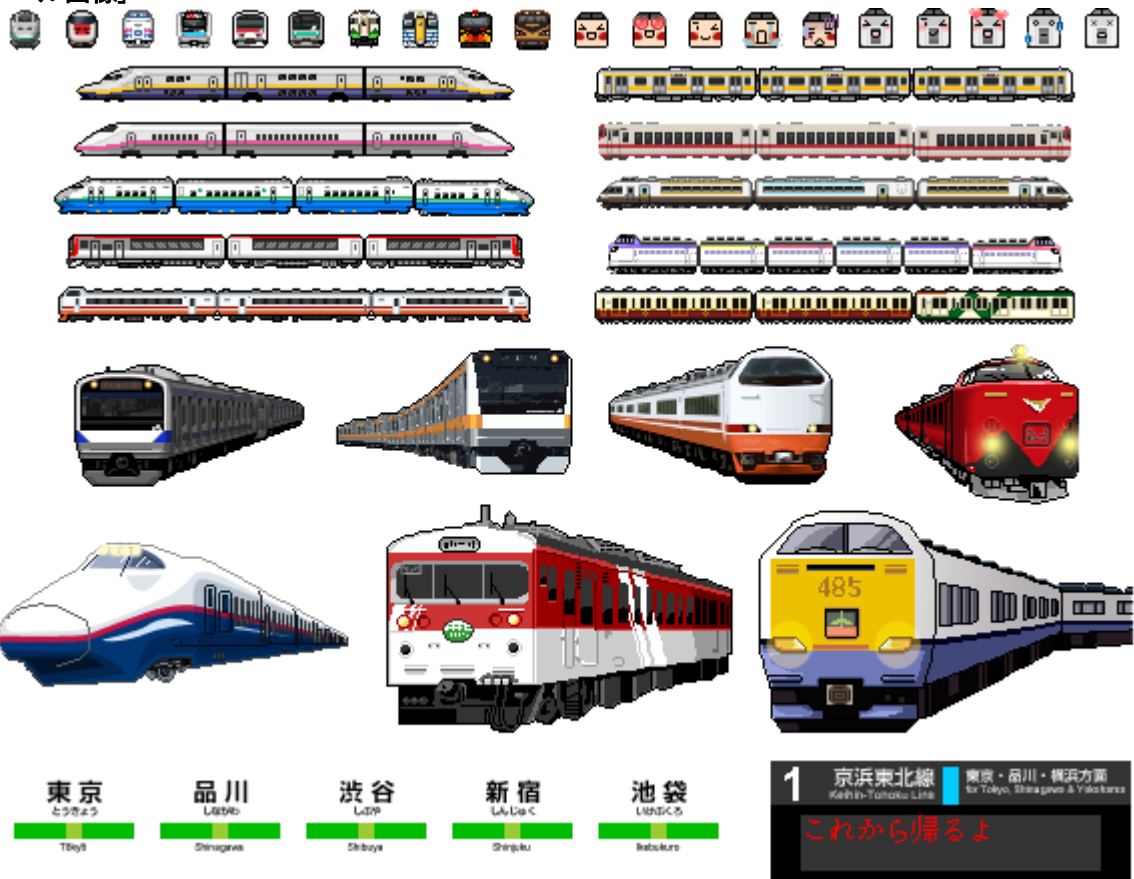 485
東京
とうきょう
Tōkyō
品川
しながわ
Shinagawa
渋谷
しぶや
Shibuya
新宿
しんじゅく
Shinjuku
池袋
いけぶくろ
Ikebukuro
1
京浜東北線
Keihin-Tohoku Line
東京・品川・横浜方面
for Tokyo, Shinagawa & Yokohama
これから帰るよ